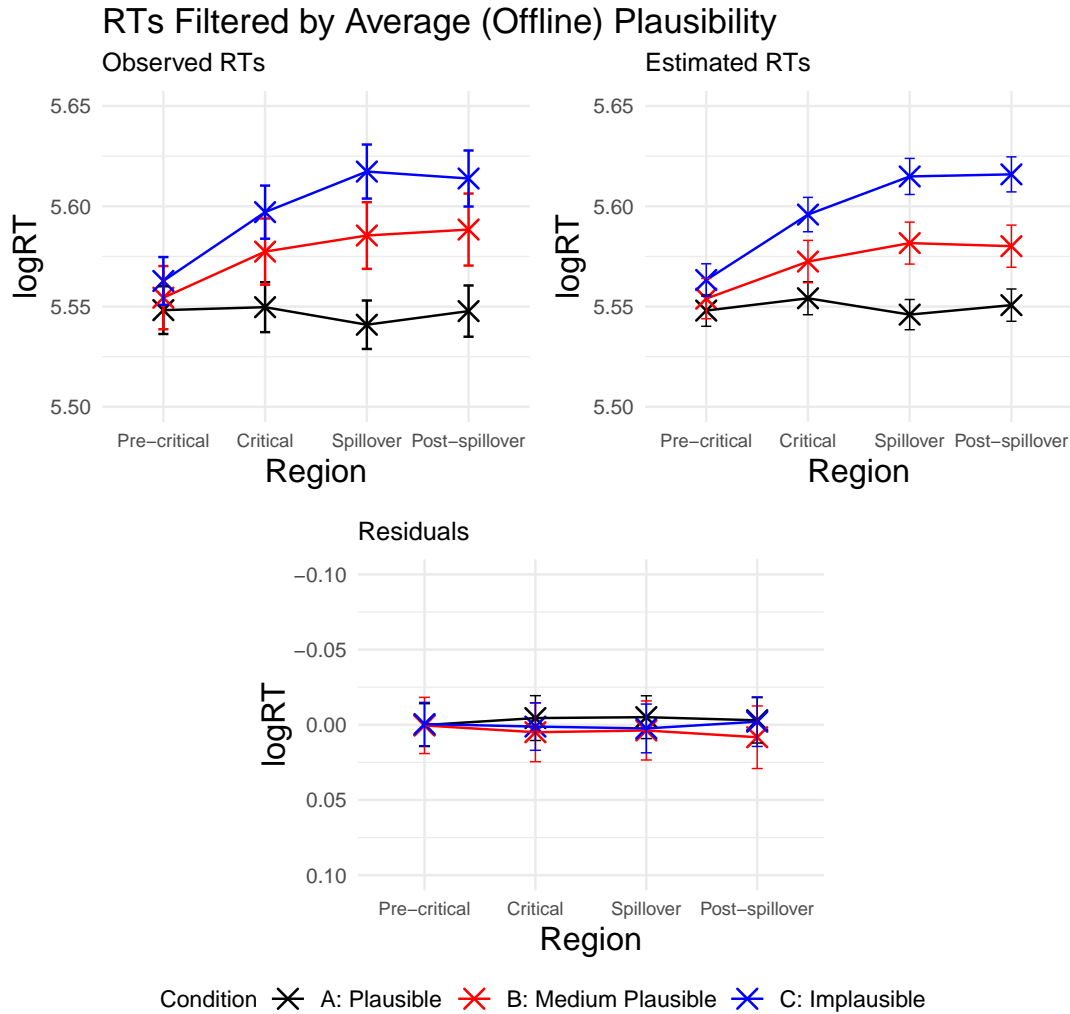 RTs Filtered by Average (Offline) Plausibility
Observed RTs
5.65
5.60
5.55
5.50
logRT
Pre−critical Critical Spillover Post−spillover
Region
Estimated RTs
5.65
5.60
5.55
5.50
logRT
Pre−critical Critical Spillover Post−spillover
Region
Residuals
−0.10
−0.05
0.00
0.05
0.10
logRT
Pre−critical Critical Spillover Post−spillover
Region
Condition A: Plausible B: Medium Plausible C: Implausible